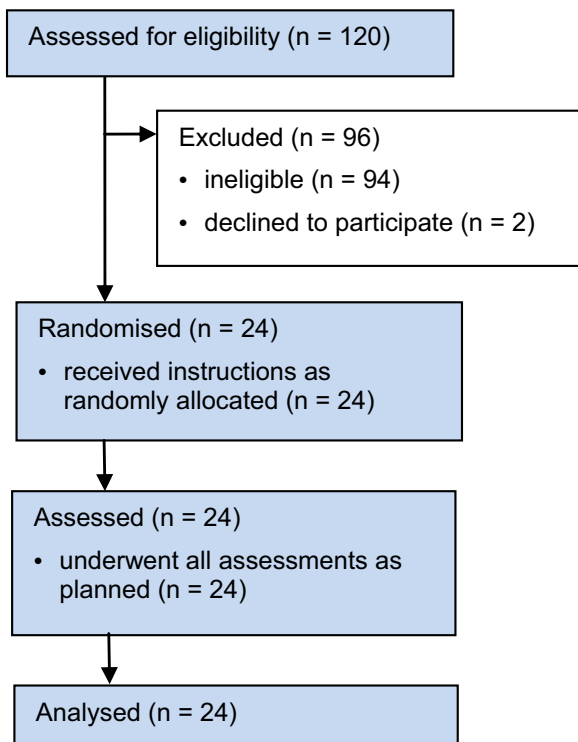 Assessed for eligibility (n = 120)
Excluded (n = 96)
• ineligible (n = 94)
• declined to participate (n = 2)
Randomised (n = 24)
• received instructions as
randomly allocated (n = 24)
Assessed (n = 24)
• underwent all assessments as
planned (n = 24)
Analysed (n = 24)